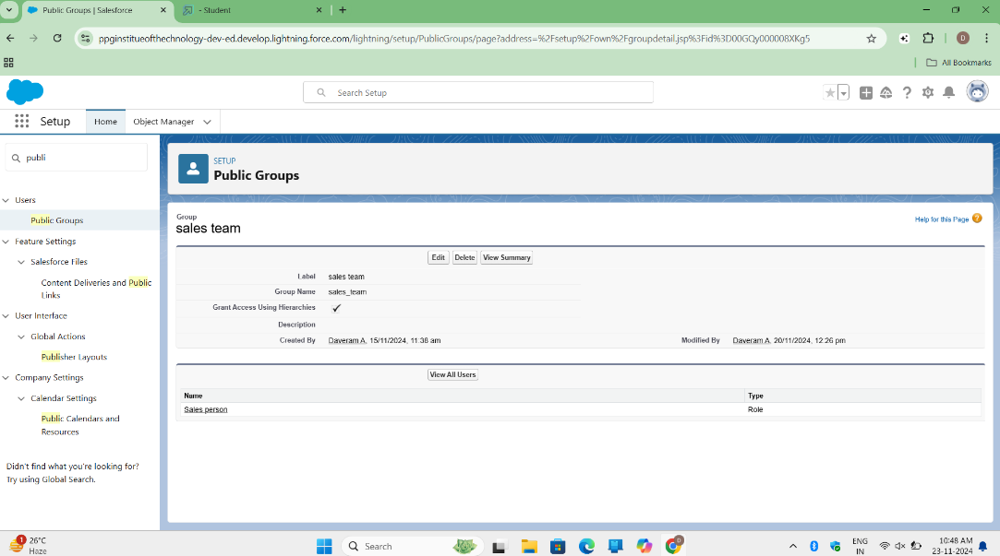 Public Groups | Salesforce
- Student
ppginstitueofthechnology-dev-ed.develop.lightning.force.com/lightning/setup/PublicGroups/page?address=%2Fsetup%2Fown%2Fgroupdetail.jsp%3Fid%3D00GQy000008XKg5
D
All Bookmarks
Search Setup
Setup
Home
Object Manager
publi
Users
Public Groups
Feature Settings
Salesforce Files
Content Deliveries and Public
Links
User Interface
Global Actions
Publisher Layouts
Company Settings
Calendar Settings
Public Calendars and
Resources
Didn't find what you're looking for?
Try using Global Search.
SETUP
Public Groups
Group
sales team
Help for this Page ?
Edit Delete View Summary
Label sales team
Group Name sales_team
Grant Access Using Hierarchies
Description
Created By Daveram A, 15/11/2024, 11:38 am Modified By Daveram A, 20/11/2024, 12:26 pm
View All Users
Name Type
Sales person Role
1
26°C
Haze
Search
D
ENG
IN
10:48 AM
23-11-2024